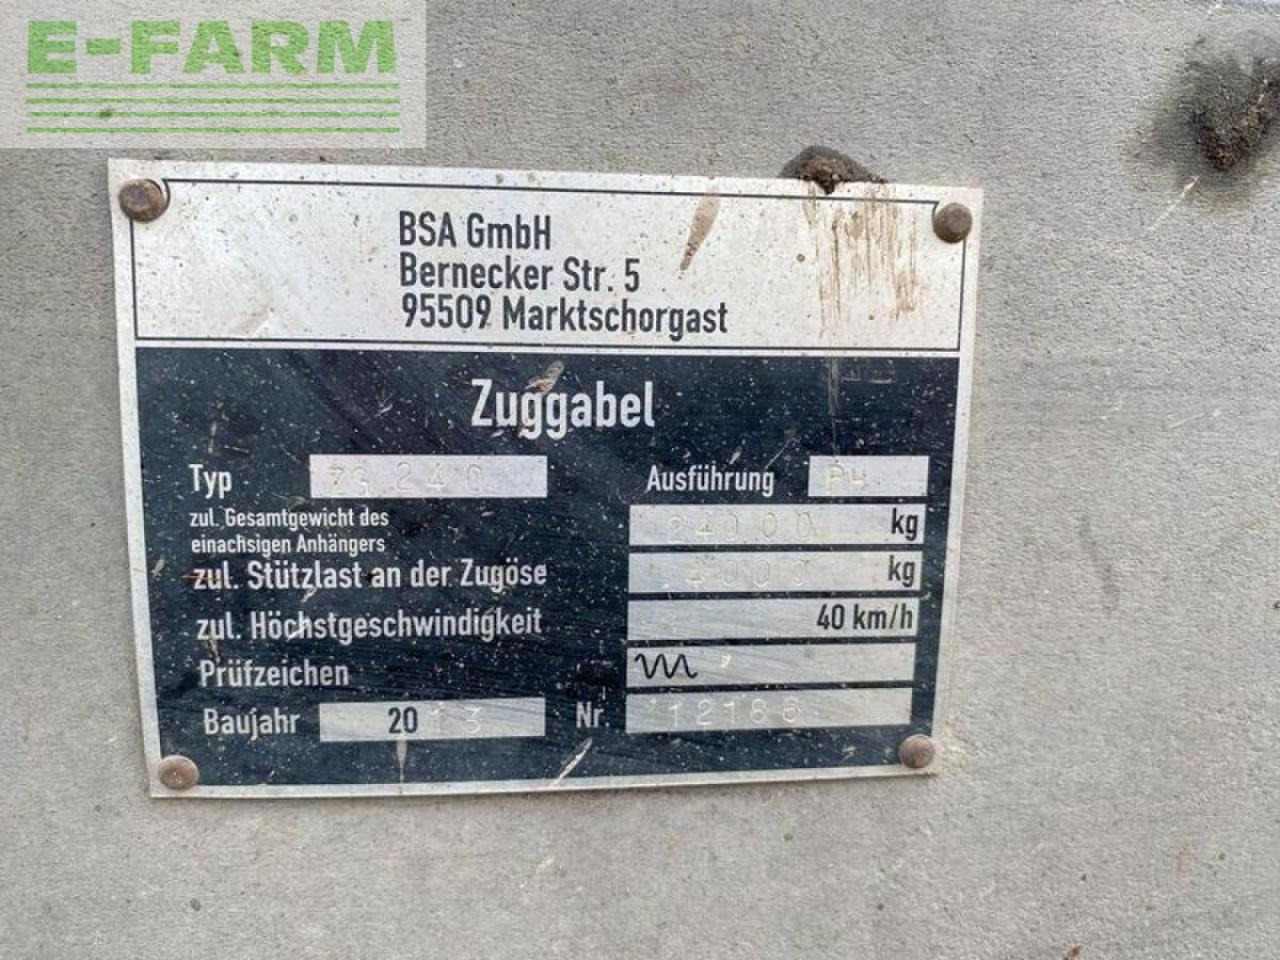 E-FARM
BSA GmbH
Bernecker Str. 5
95509 Marktschorgast
Zuggabel
Typ ZG 240 Ausführung PH
zul. Gesamtgewicht des
einachsigen Anhängers 24000 kg
zul. Stützlast an der Zugöse 4000 kg
zul. Höchstgeschwindigkeit 40 km/h
Prüfzeichen
Baujahr 2013 Nr. 12186